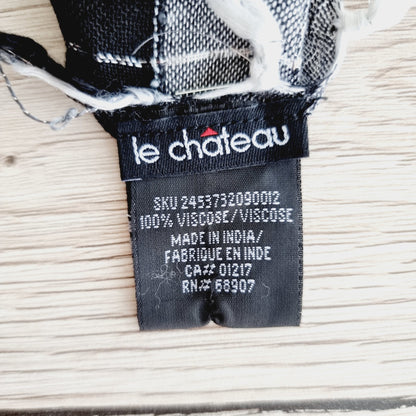 le château
SKU 2453732090012
100% VISCOSE/VISCOSE
MADE IN INDIA/
FABRIQUE EN INDE
CA# 01217
RN# 68907